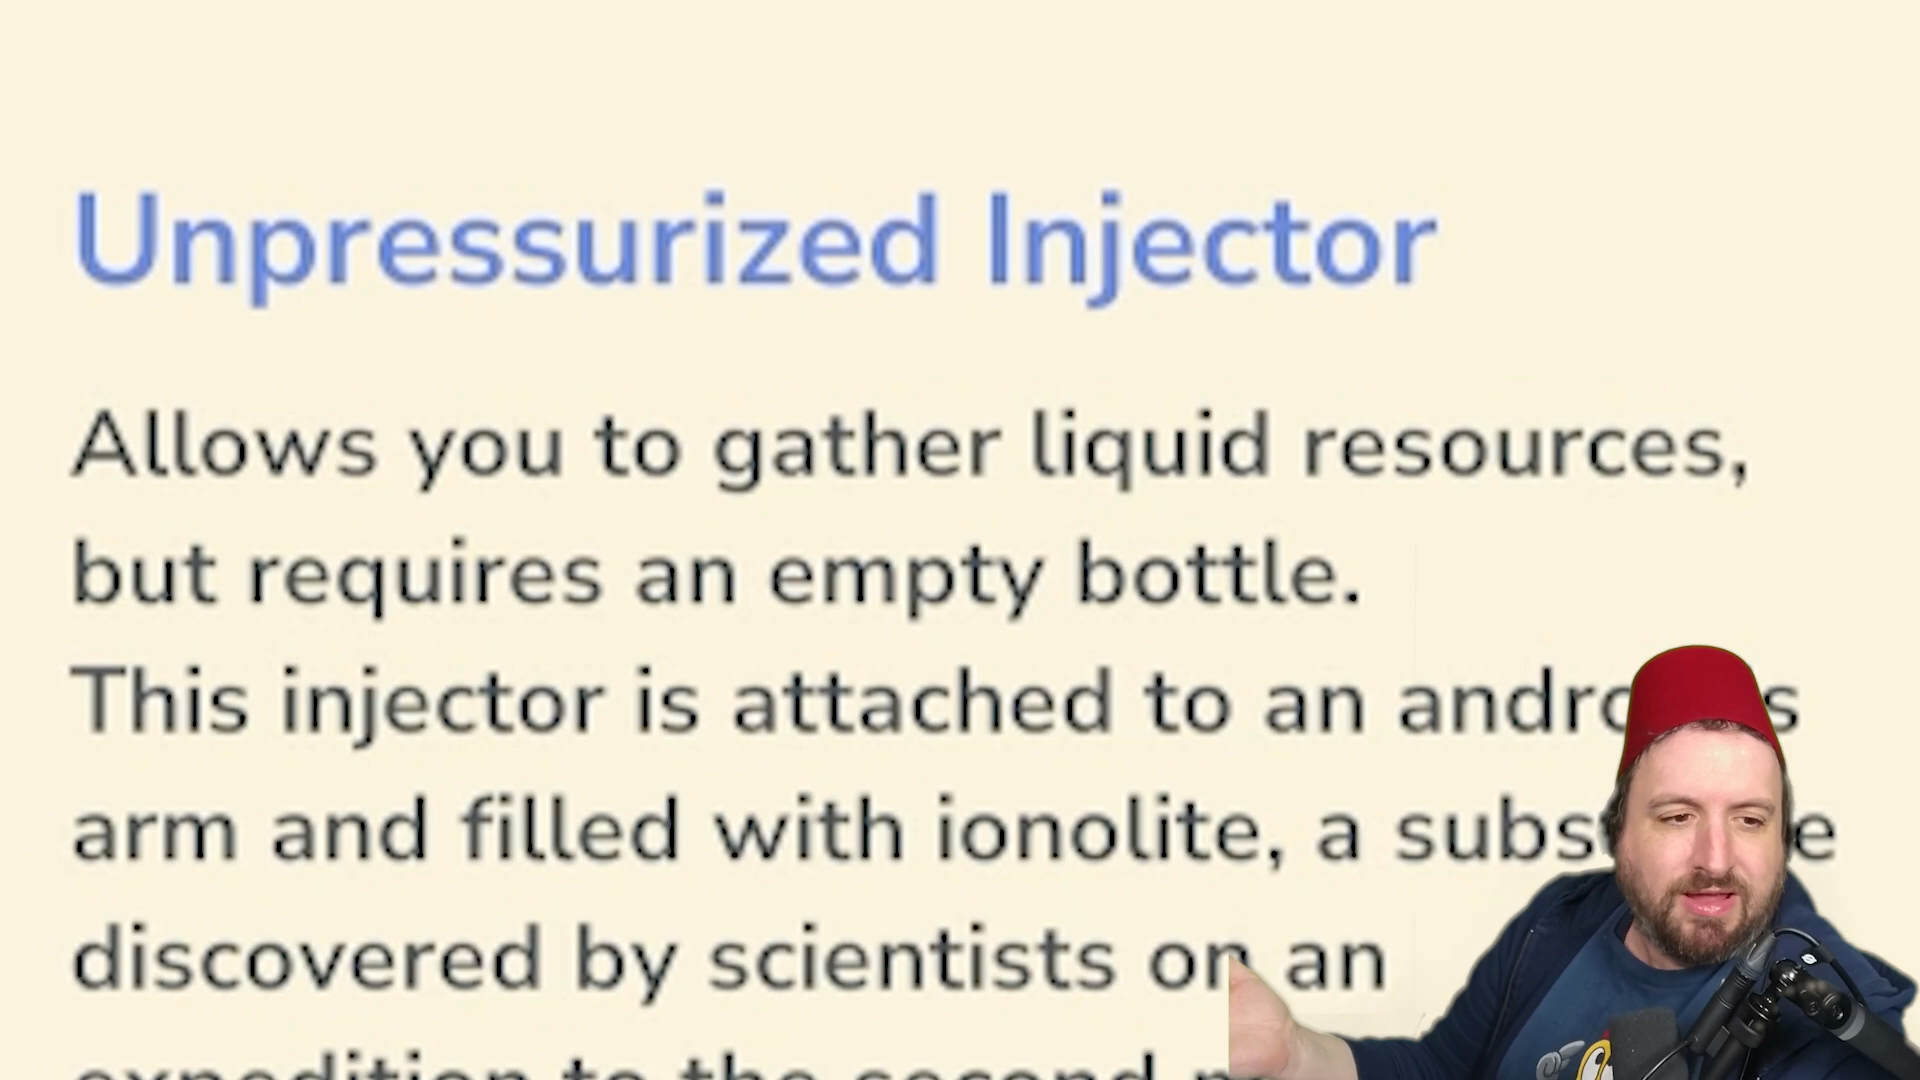 Unpressurized Injector
Allows you to gather liquid resources,
but requires an empty bottle.
This injector is attached to an
arm and filled with ionolite, a
discovered by scientists on an
expedition to the second